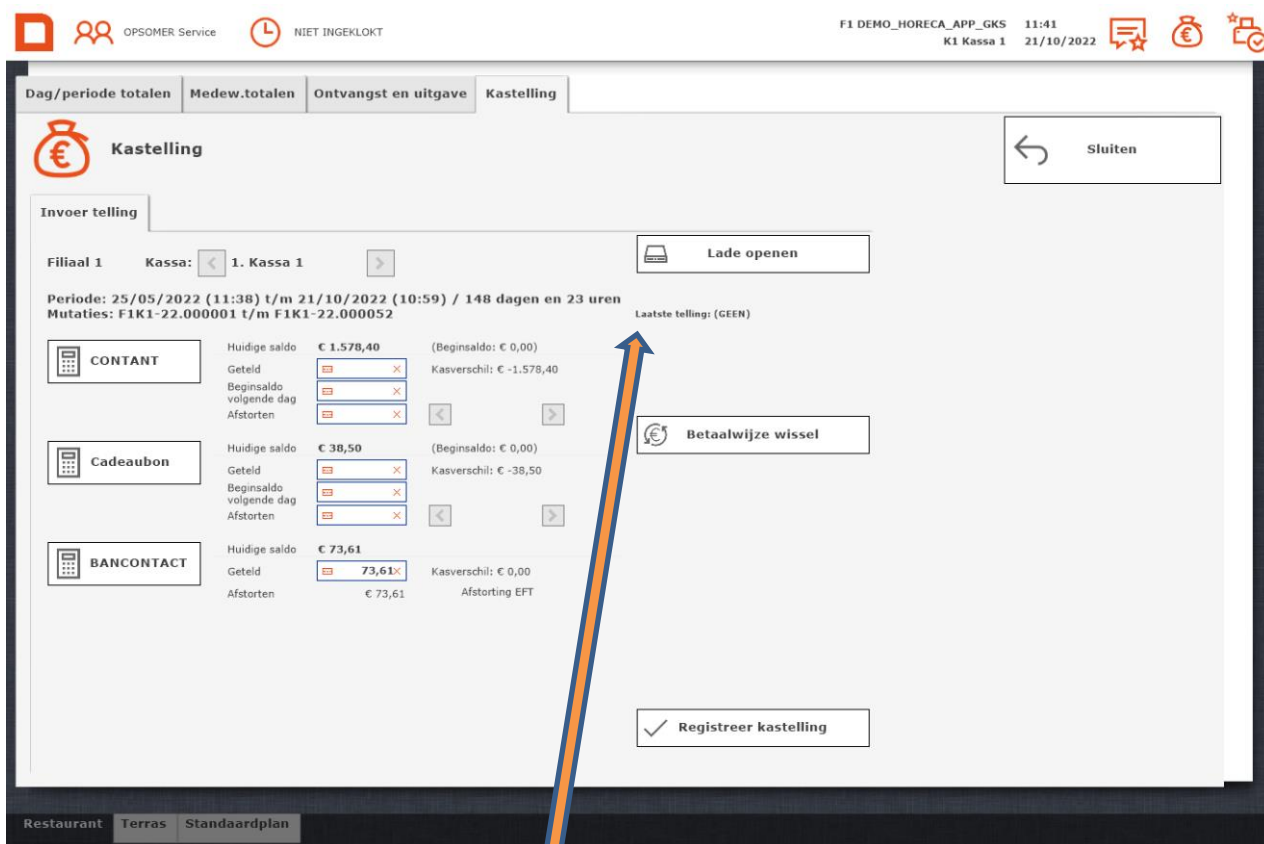 OPSOMER Service
NIET INGEKLOKT
F1 DEMO_HORECA_APP_GKS 11:41
K1 Kassa 1 21/10/2022
Dag/periode totalen Medew.totalen Ontvangst en uitgave Kastelling
Kastelling
Sluiten
Invoer telling
Filiaal 1 Kassa: < 1. Kassa 1 >
Lade openen
Periode: 25/05/2022 (11:38) t/m 21/10/2022 (10:59) / 148 dagen en 23 uren
Mutaties: F1K1-22.000001 t/m F1K1-22.000052
Laatste telling: (GEEN)
CONTANT
Huidige saldo € 1.578,40 (Beginsaldo: € 0,00)
Geteld Kasverschil: € -1.578,40
Beginsaldo
volgende dag
Afstorten < >
Betaalwijze wissel
Cadeaubon
Huidige saldo € 38,50 (Beginsaldo: € 0,00)
Geteld Kasverschil: € -38,50
Beginsaldo
volgende dag
Afstorten < >
BANCONTACT
Huidige saldo € 73,61
Geteld 73,61 Kasverschil: € 0,00
Afstorten € 73,61 Afstorting EFT
Registreer kastelling
Restaurant Terras Standaardplan